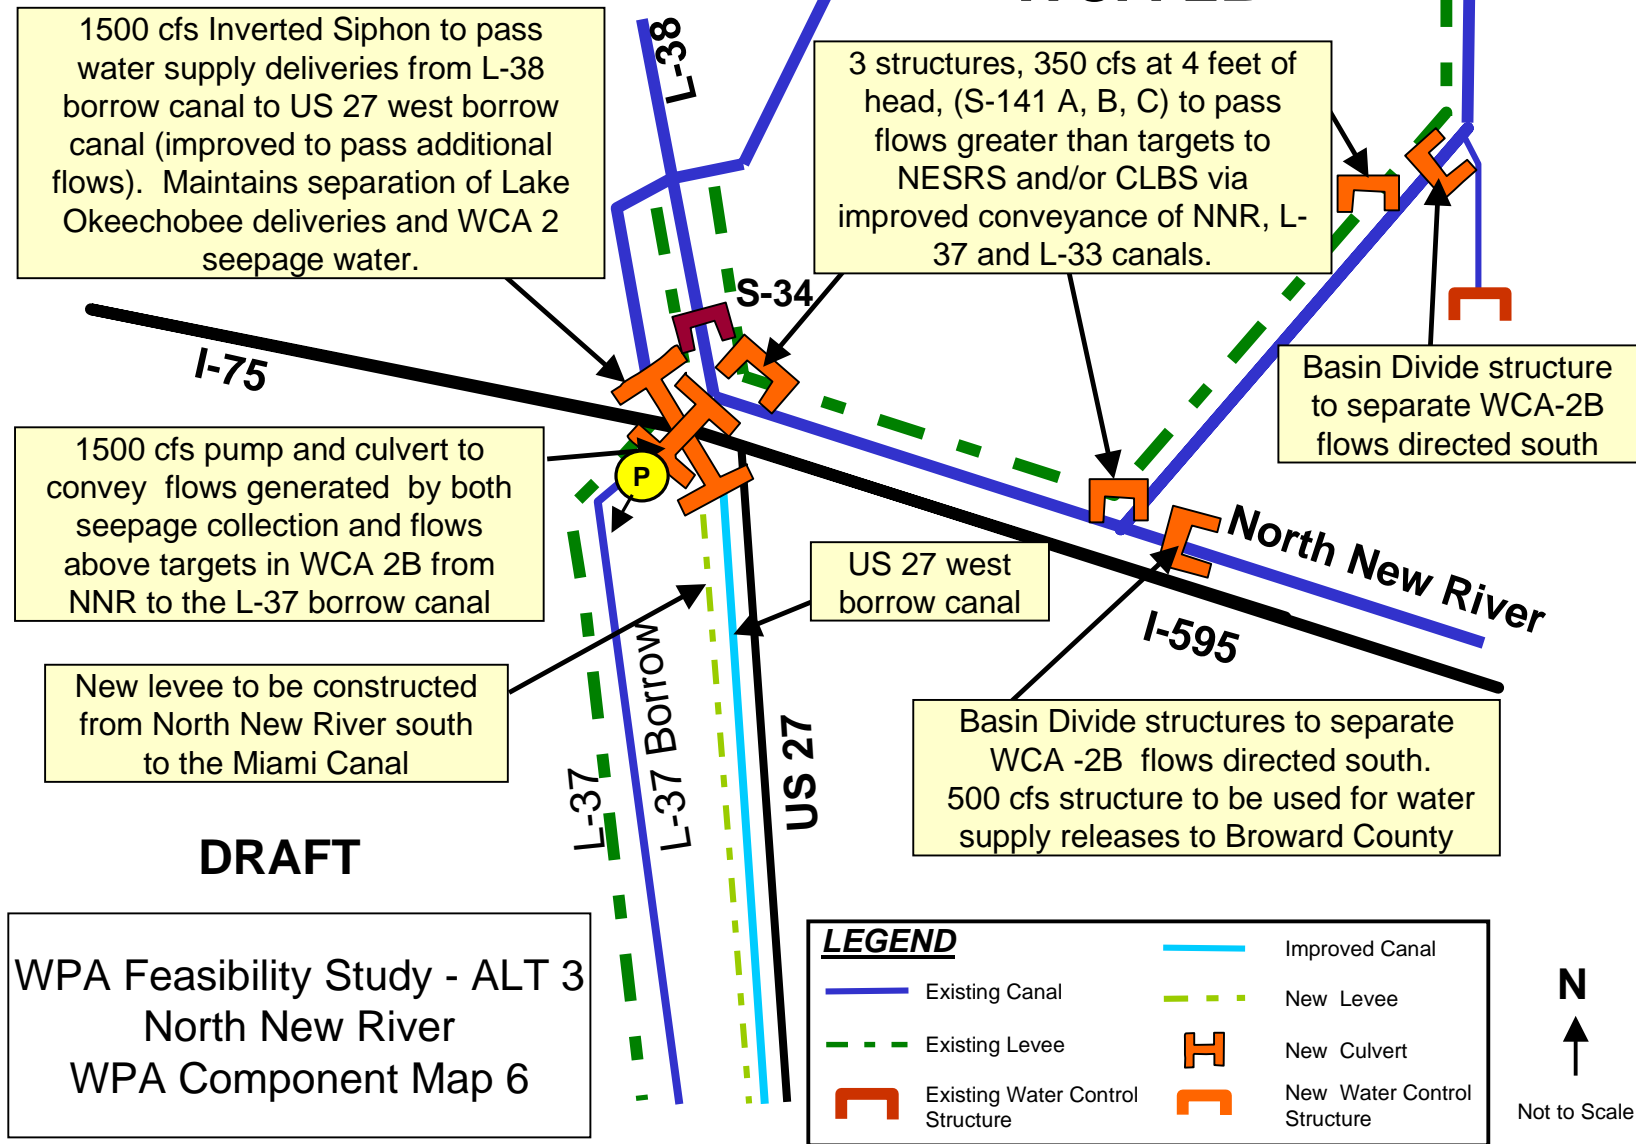 1500 cfs Inverted Siphon to pass
water supply deliveries from L-38
borrow canal to US 27 west borrow
canal (improved to pass additional
flows).  Maintains separation of Lake
Okeechobee deliveries and WCA 2
seepage water.
L-38
3 structures, 350 cfs at 4 feet of
head, (S-141 A, B, C) to pass
flows greater than targets to
NESRS and/or CLBS via
improved conveyance of NNR, L-
37 and L-33 canals.
S-34
I-75
Basin Divide structure
to separate WCA-2B
flows directed south
1500 cfs pump and culvert to
convey  flows generated  by both
seepage collection and flows
above targets in WCA 2B from
NNR to the L-37 borrow canal
P
US 27 west
borrow canal
North New River
I-595
New levee to be constructed
from North New River south
to the Miami Canal
L-37
L-37 Borrow
US 27
Basin Divide structures to separate
WCA -2B  flows directed south.
500 cfs structure to be used for water
supply releases to Broward County
DRAFT
WPA Feasibility Study - ALT 3
North New River
WPA Component Map 6
LEGEND
Existing Canal
Existing Levee
Existing Water Control
Structure
Improved Canal
New  Levee
New  Culvert
New  Water Control
Structure
N
Not to Scale